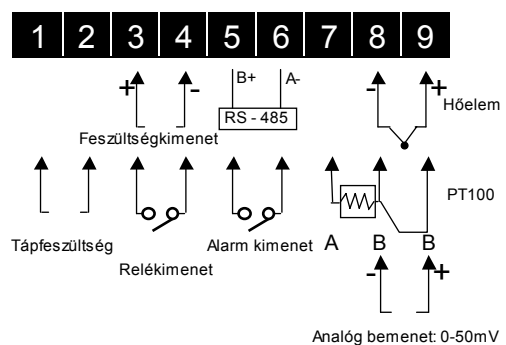 1 2 3 4 5 6 7 8 9
+ - B+ A- - +
Hőelem
RS - 485
Feszültségkimenet
PT100
Tápfeszültség Alarm kimenet A B B
Relékimenet
- +
Analóg bemenet: 0-50mV